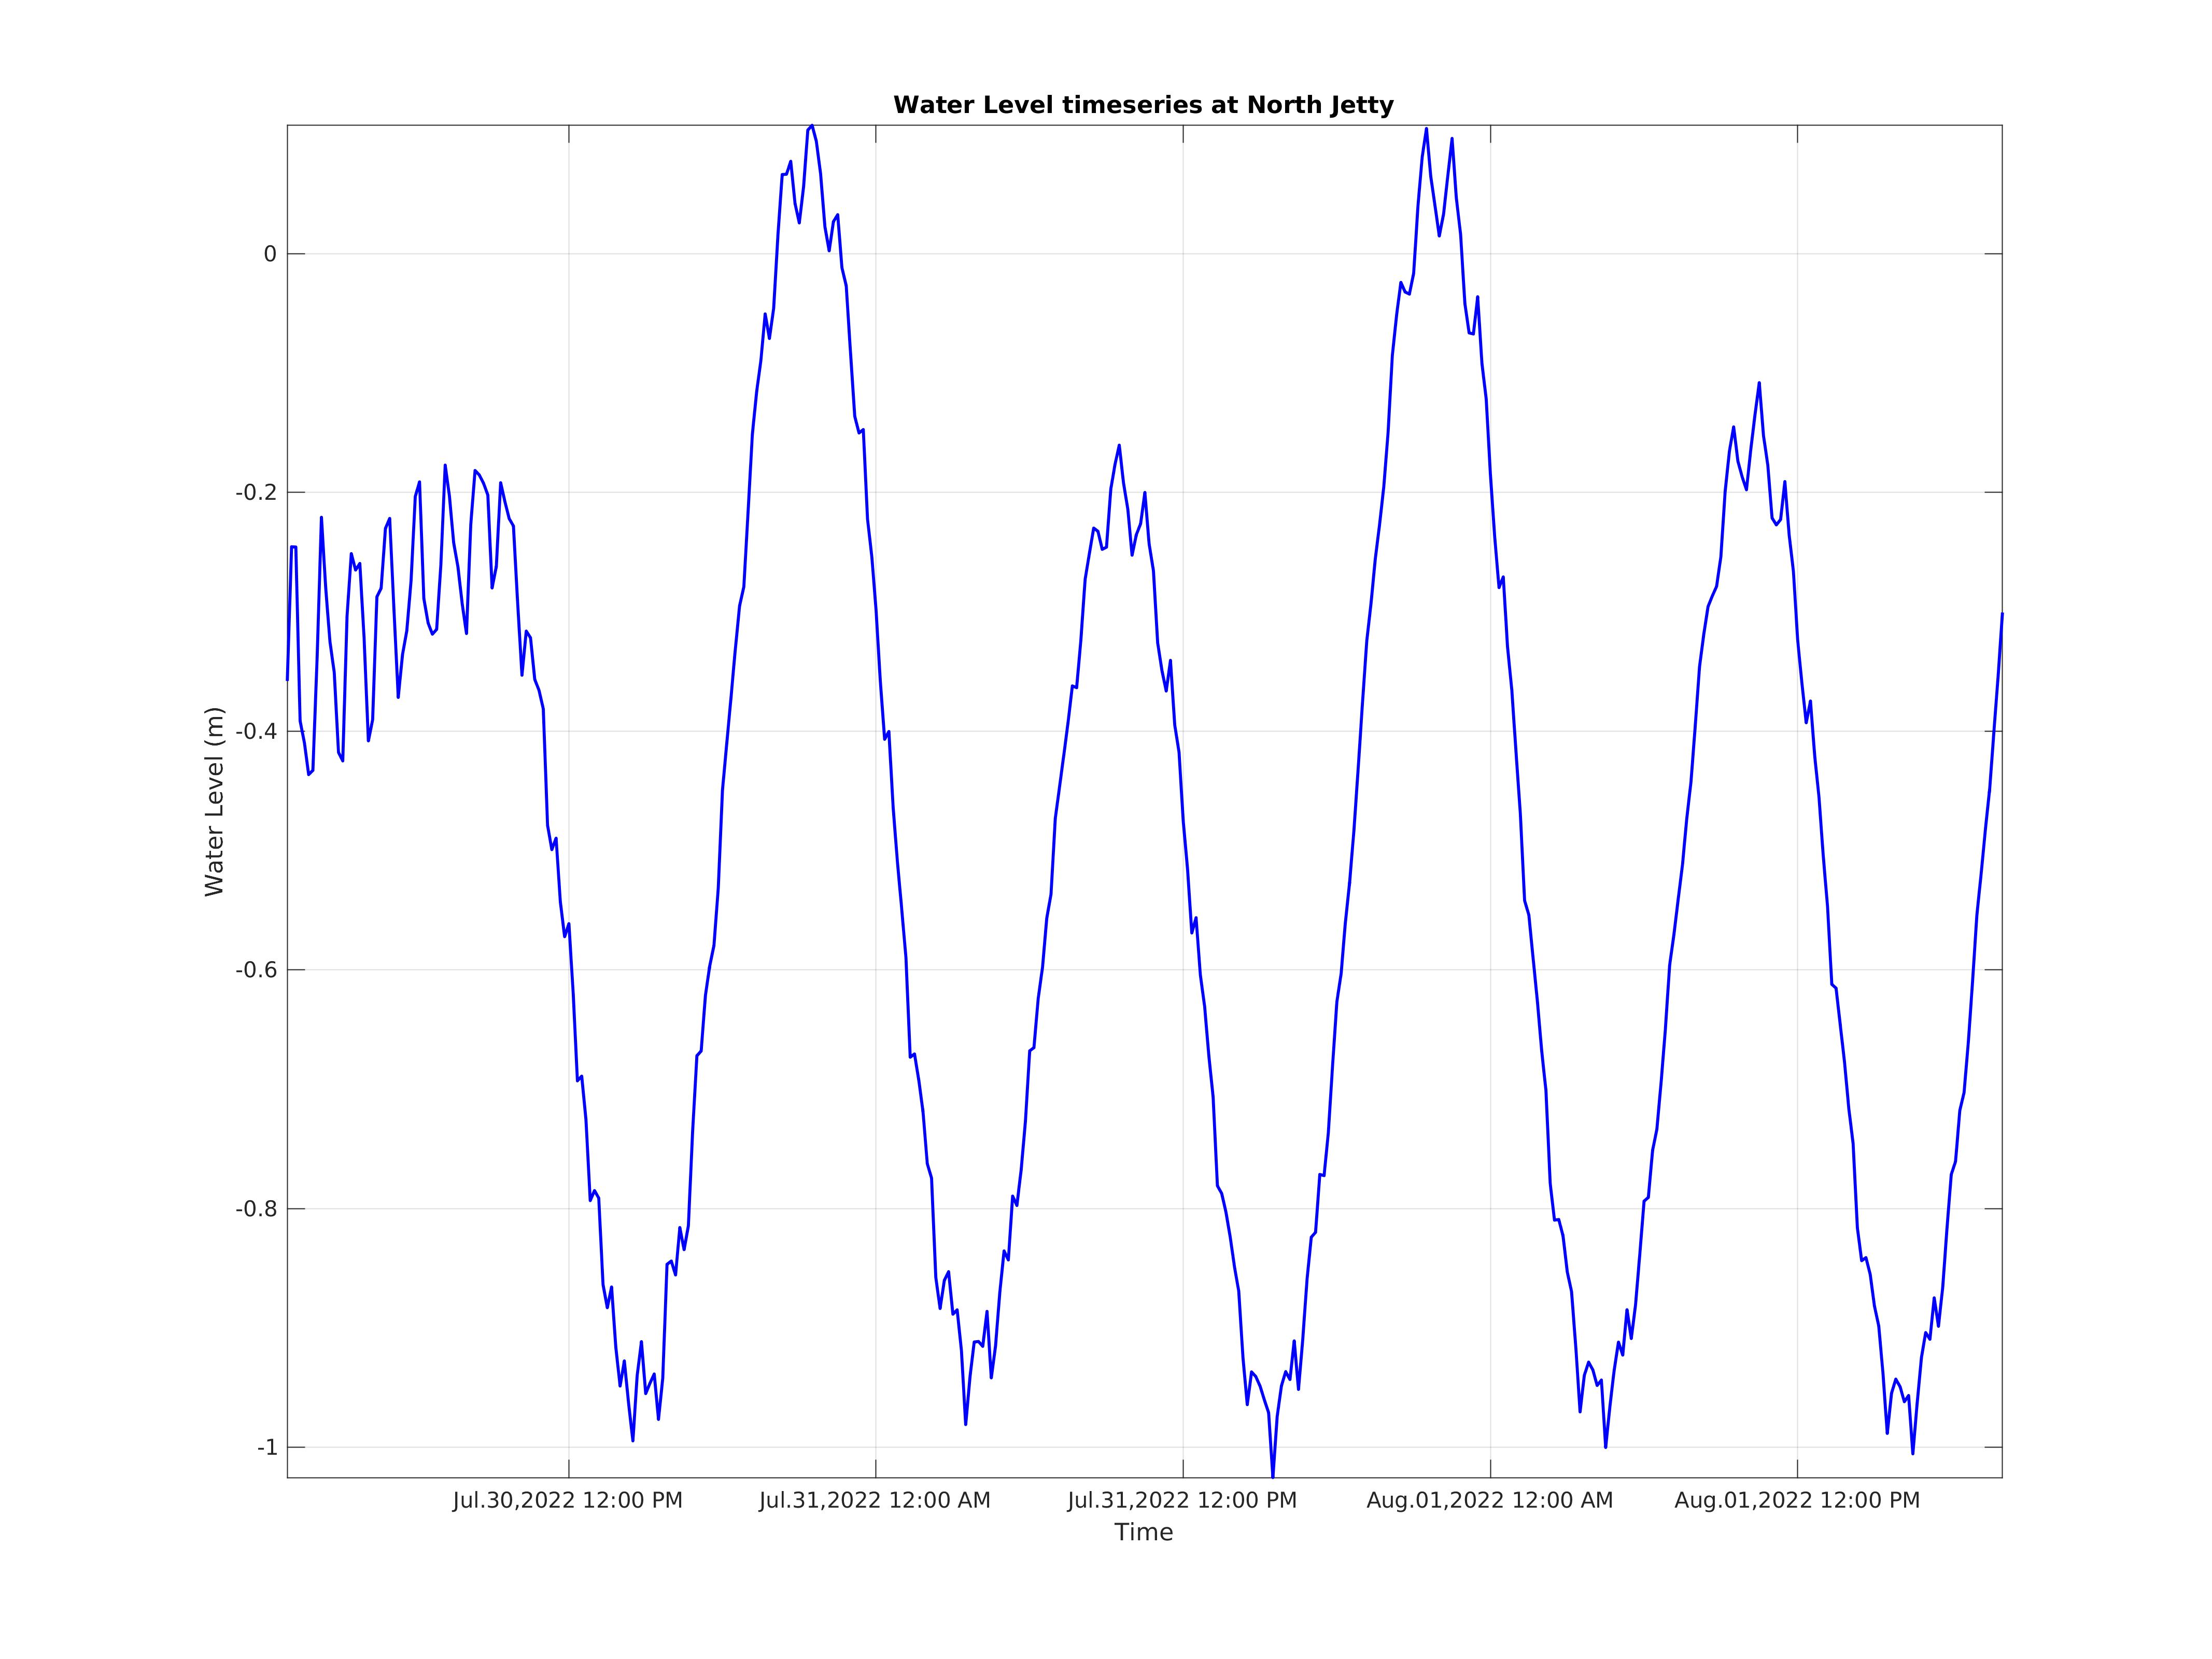 Water Level timeseries at North Jetty
0
-0.2
-0.4
-0.6
-0.8
-1
Water Level (m)
Jul.30,2022 12:00 PM
Jul.31,2022 12:00 AM
Jul.31,2022 12:00 PM
Aug.01,2022 12:00 AM
Aug.01,2022 12:00 PM
Time